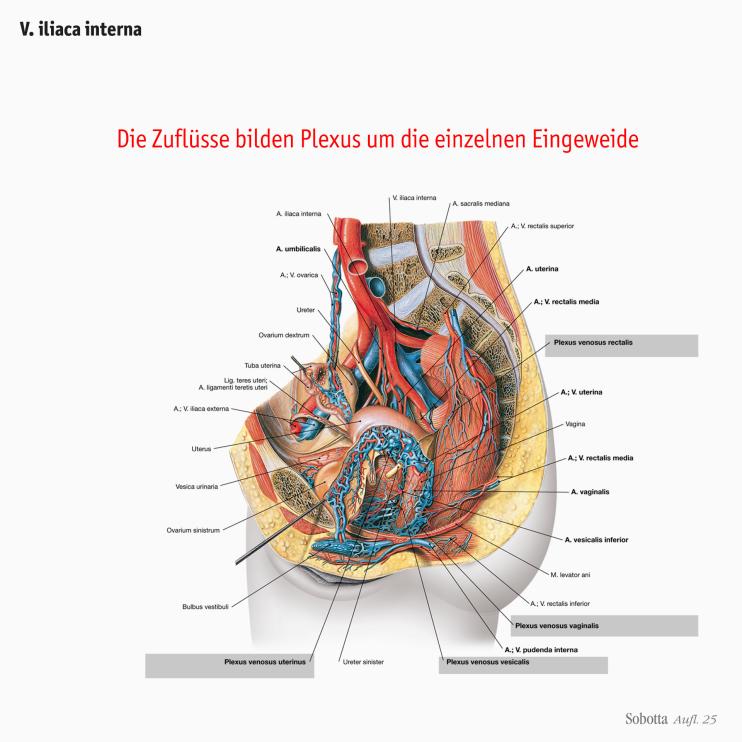 V. iliaca interna
Die Zuflüsse bilden Plexus um die einzelnen Eingeweide
V. iliaca interna
A. sacralis mediana
A. iliaca interna
A.; V. rectalis superior
A. umbilicalis
A. uterina
A.; V. ovarica
A.; V. rectalis media
Ureter
Ovarium dextrum
Plexus venosus rectalis
Tuba uterina
Lig. teres uteri;
A. ligamenti teretis uteri
A.; V. uterina
A.; V. iliaca externa
Vagina
Uterus
A.; V. rectalis media
Vesica urinaria
A. vaginalis
Ovarium sinistrum
A. vesicalis inferior
M. levator ani
Bulbus vestibuli
A.; V. rectalis inferior
Plexus venosus vaginalis
A.; V. pudenda interna
Plexus venosus uterinus
Ureter sinister
Plexus venosus vesicalis
Sobotta Aufl. 25